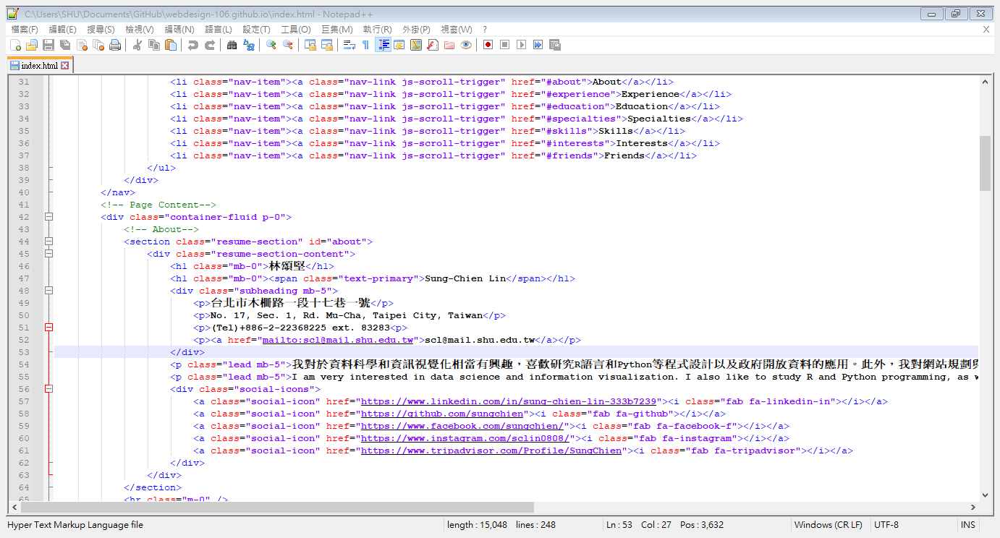 C:\Users\SHU\Documents\GitHub\webdesign-106.github.io\index.html - Notepad++
檔案(F) 編輯(E) 搜尋(S) 檢視(V) 編碼(N) 語言(L) 設定(T) 工具(O) 巨集(M) 執行(R) 外掛(P) 視窗(W) ? X
index.html
31 <li class="nav-item"><a class="nav-link js-scroll-trigger" href="#about">About</a></li>
32 <li class="nav-item"><a class="nav-link js-scroll-trigger" href="#experience">Experience</a></li>
33 <li class="nav-item"><a class="nav-link js-scroll-trigger" href="#education">Education</a></li>
34 <li class="nav-item"><a class="nav-link js-scroll-trigger" href="#specialties">Specialties</a></li>
35 <li class="nav-item"><a class="nav-link js-scroll-trigger" href="#skills">Skills</a></li>
36 <li class="nav-item"><a class="nav-link js-scroll-trigger" href="#interests">Interests</a></li>
37 <li class="nav-item"><a class="nav-link js-scroll-trigger" href="#friends">Friends</a></li>
38 </ul>
39 </div>
40 </nav>
41 <!-- Page Content-->
42 <div class="container-fluid p-0">
43 <!-- About-->
44 <section class="resume-section" id="about">
45 <div class="resume-section-content">
46 <h1 class="mb-0">林頌堅</h1>
47 <h1 class="mb-0"><span class="text-primary">Sung-Chien Lin</span></h1>
48 <div class="subheading mb-5">
49 <p>台北市木柵路一段十七巷一號</p>
50 <p>No. 17, Sec. 1, Rd. Mu-Cha, Taipei City, Taiwan</p>
51 <p>(Tel)+886-2-22368225 ext. 83283<p>
52 <p><a href="mailto:scl@mail.shu.edu.tw">scl@mail.shu.edu.tw</a></p>
53 </div>
54 <p class="lead mb-5">我對於資料科學和資訊視覺化相當有興趣，喜歡研究R語言和Python等程式設計以及政府開放資料的應用。此外，我對網站規劃與
55 <p class="lead mb-5">I am very interested in data science and information visualization. I also like to study R and Python programming, as w
56 <div class="social-icons">
57 <a class="social-icon" href="https://www.linkedin.com/in/sung-chien-lin-333b7239"><i class="fab fa-linkedin-in"></i></a>
58 <a class="social-icon" href="https://github.com/sungchien"><i class="fab fa-github"></i></a>
59 <a class="social-icon" href="https://www.facebook.com/sungchien/"><i class="fab fa-facebook-f"></i></a>
60 <a class="social-icon" href="https://www.instagram.com/sclin0808/"><i class="fab fa-instagram"></i></a>
61 <a class="social-icon" href="https://www.tripadvisor.com/Profile/SungChien"><i class="fab fa-tripadvisor"></i></a>
62 </div>
63 </div>
64 </section>
65 <hr class="m-0" />
Hyper Text Markup Language file length : 15,048 lines : 248 Ln : 53 Col : 27 Pos : 3,632 Windows (CR LF) UTF-8 INS